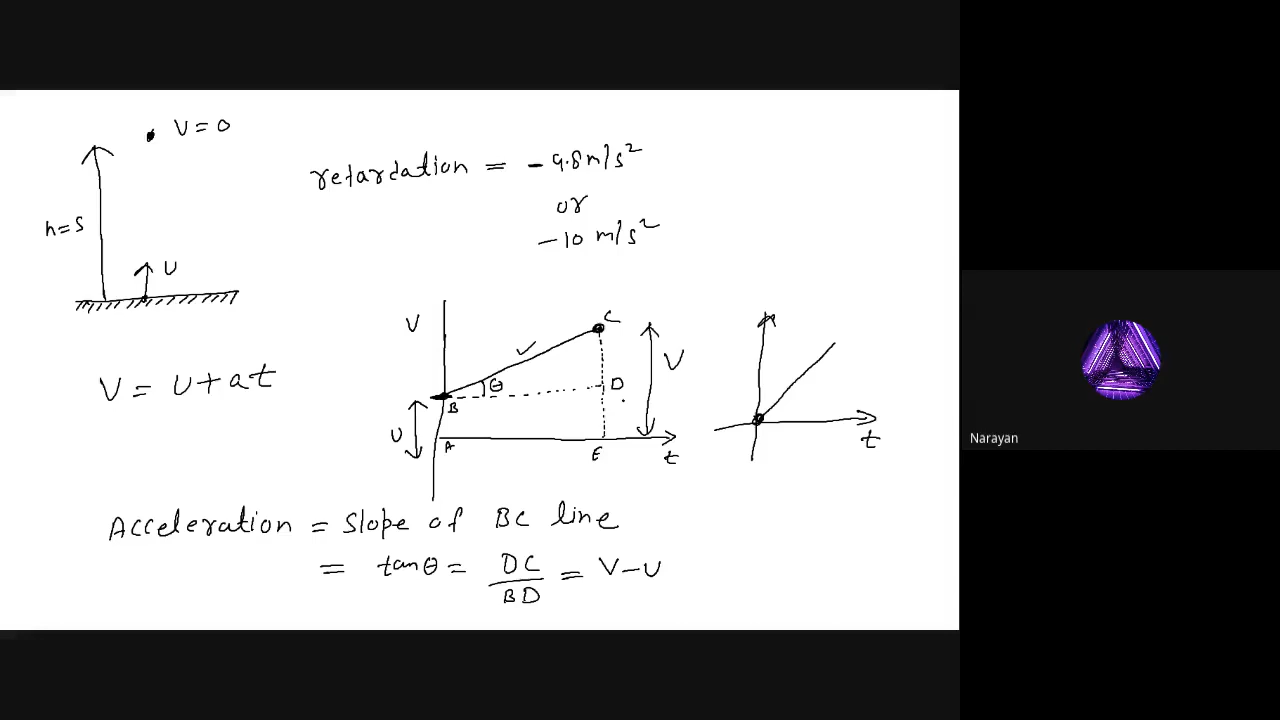 V = 0
retardation = - 9.8 m/s²
or
- 10 m/s²
h = S
U
V
C
V
θ
D
B
U
A
E
t
t
V = U + at
Acceleration = Slope of BC line
= tanθ = DC/BD = V - U
Narayan